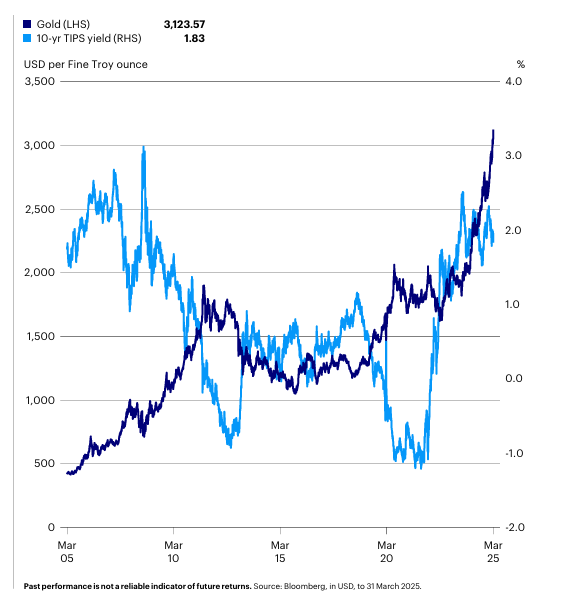 Gold (LHS) 3,123.57
10-yr TIPS yield (RHS) 1.83
USD per Fine Troy ounce %
3,500 4.0
3,000 3.0
2,500 2.0
2,000 1.0
1,500 0.0
1,000 -1.0
500
0 -2.0
Mar Mar Mar Mar Mar
05 10 15 20 25
Past performance is not a reliable indicator of future returns. Source: Bloomberg, in USD, to 31 March 2025.